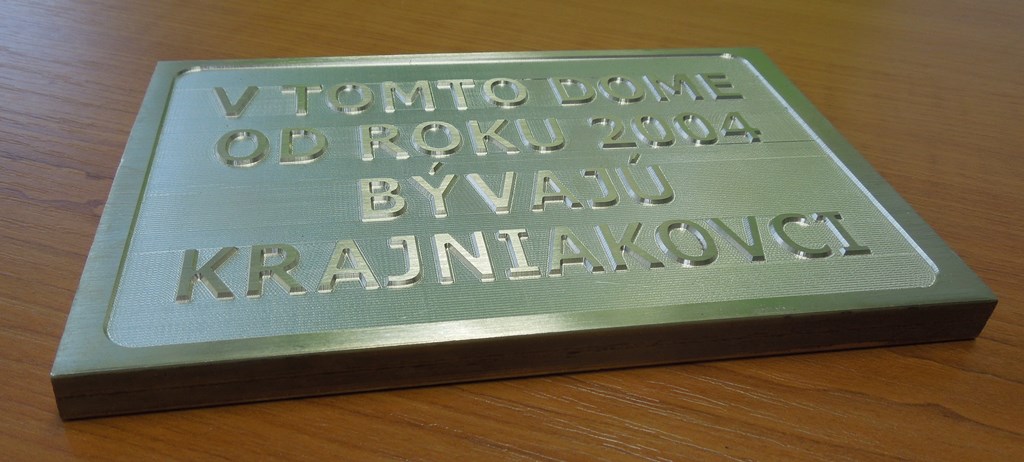 V TOMTO DOME
OD ROKU 2004
BÝVAJÚ
KRAJNIAKOVCI